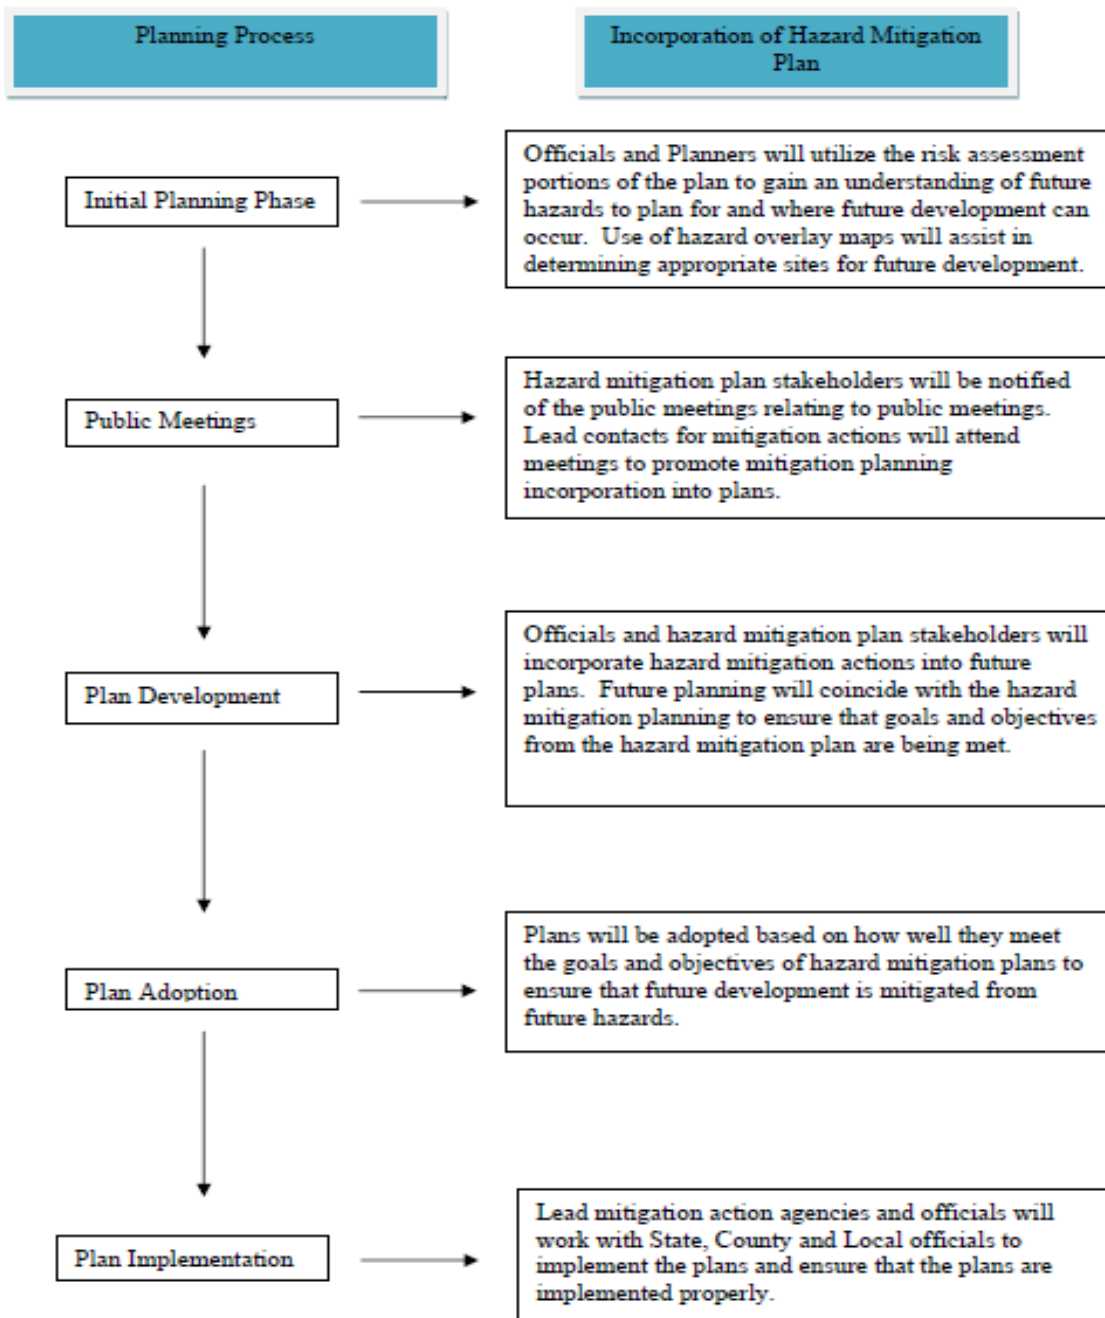 Planning Process
Incorporation of Hazard Mitigation
Plan
Initial Planning Phase
Officials and Planners will utilize the risk assessment
portions of the plan to gain an understanding of future
hazards to plan for and where future development can
occur.  Use of hazard overlay maps will assist in
determining appropriate sites for future development.
Public Meetings
Hazard mitigation plan stakeholders will be notified
of the public meetings relating to public meetings.
Lead contacts for mitigation actions will attend
meetings to promote mitigation planning
incorporation into plans.
Plan Development
Officials and hazard mitigation plan stakeholders will
incorporate hazard mitigation actions into future
plans.  Future planning will coincide with the hazard
mitigation planning to ensure that goals and objectives
from the hazard mitigation plan are being met.
Plan Adoption
Plans will be adopted based on how well they meet
the goals and objectives of hazard mitigation plans to
ensure that future development is mitigated from
future hazards.
Plan Implementation
Lead mitigation action agencies and officials will
work with State, County and Local officials to
implement the plans and ensure that the plans are
implemented properly.